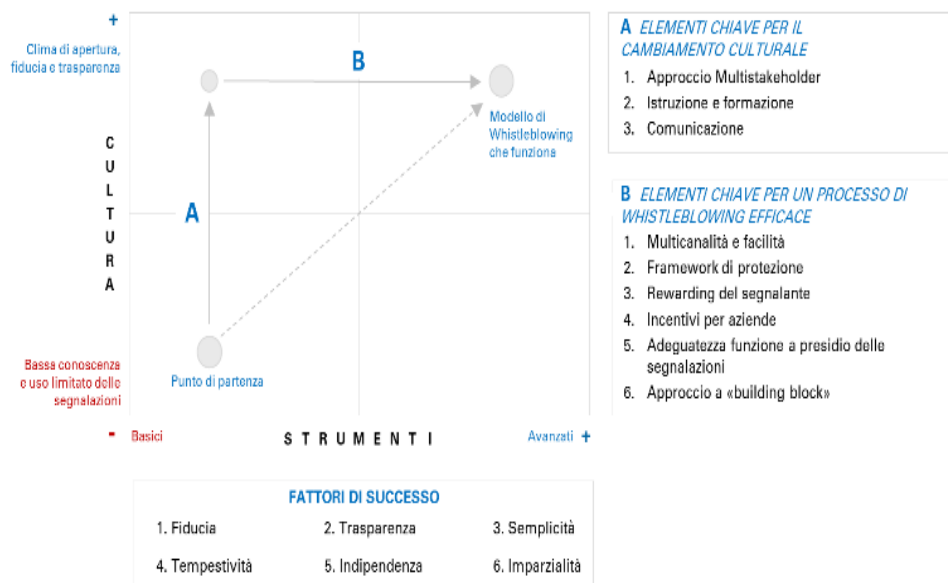 +
Clima di apertura,
fiducia e trasparenza
B
Modello di
Whistleblowing
che funziona
CULTURA
A
Bassa conoscenza
e uso limitato delle
segnalazioni
Punto di partenza
- Basici
STRUMENTI
Avanzati +
A ELEMENTI CHIAVE PER IL
CAMBIAMENTO CULTURALE
1. Approccio Multistakeholder
2. Istruzione e formazione
3. Comunicazione
B ELEMENTI CHIAVE PER UN PROCESSO DI
WHISTLEBLOWING EFFICACE
1. Multicanalità e facilità
2. Framework di protezione
3. Rewarding del segnalante
4. Incentivi per aziende
5. Adeguatezza funzione a presidio delle
segnalazioni
6. Approccio a «building block»
FATTORI DI SUCCESSO
1. Fiducia 2. Trasparenza 3. Semplicità
4. Tempestività 5. Indipendenza 6. Imparzialità